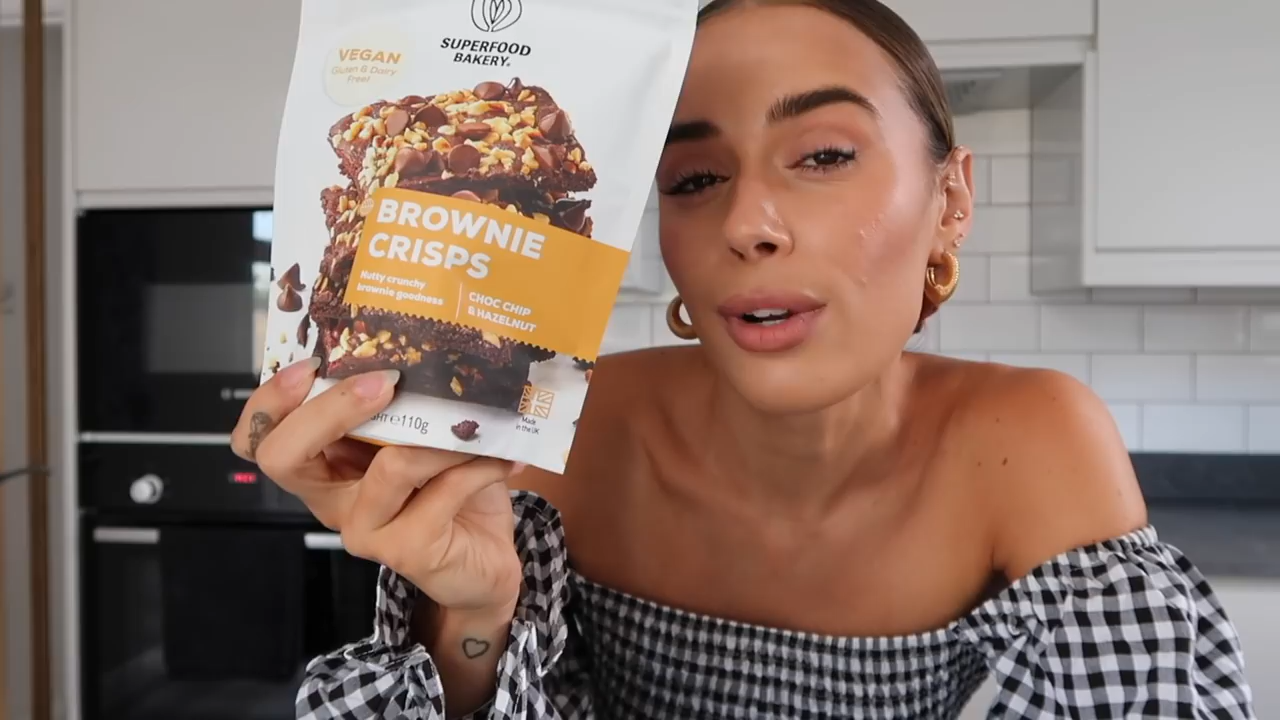 SUPERFOOD
BAKERY.
VEGAN
Gluten & Dairy
Free!
BROWNIE
CRISPS
Nutty crunchy
brownie goodness
CHOC CHIP
& HAZELNUT
℮110g
Made
in the UK